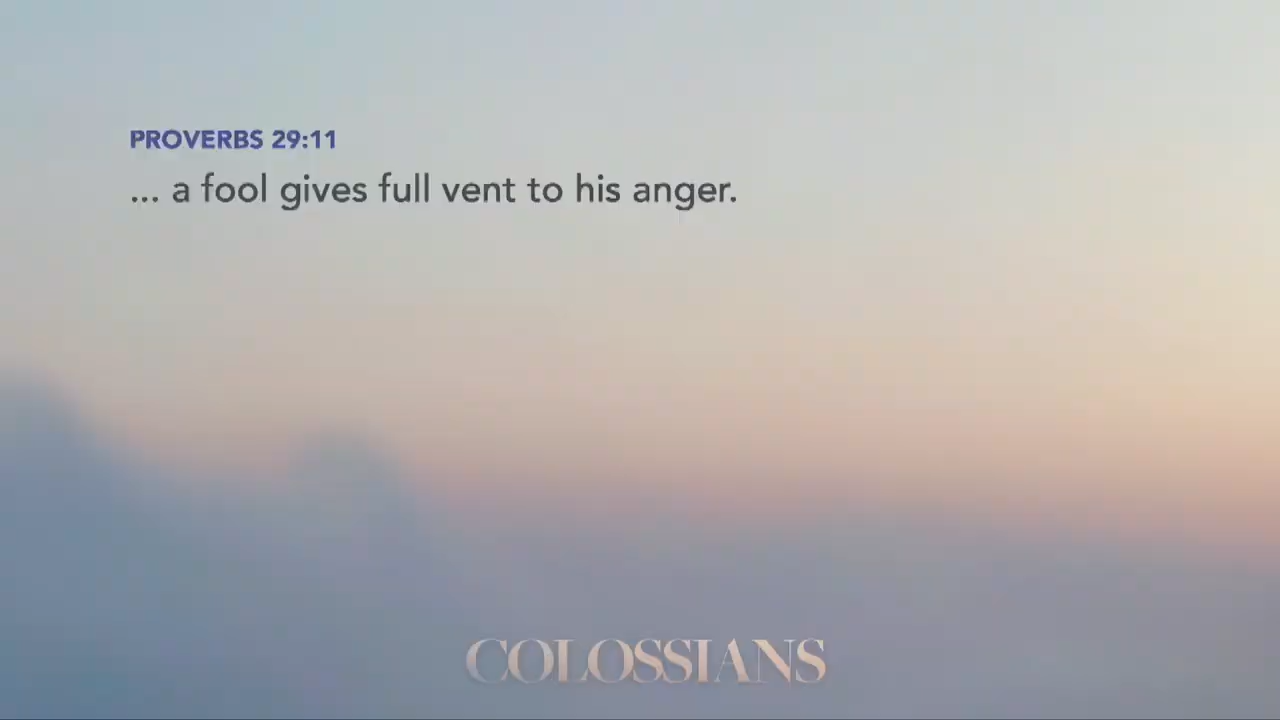 PROVERBS 29:11
... a fool gives full vent to his anger.
COLOSSIANS